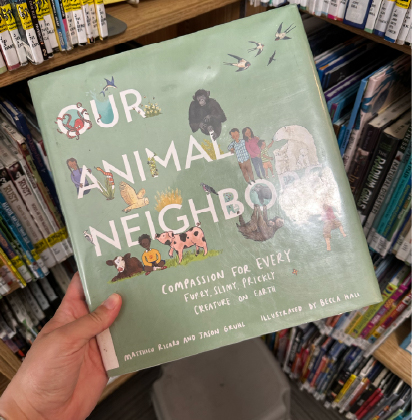 OUR
ANIMAL
NEIGHBORS
COMPASSION FOR EVERY
FURRY, SLIMY, PRICKLY
CREATURE ON EARTH
MATTHIEU RICARD AND JASON GRUHL ILLUSTRATED BY BECCA HALL